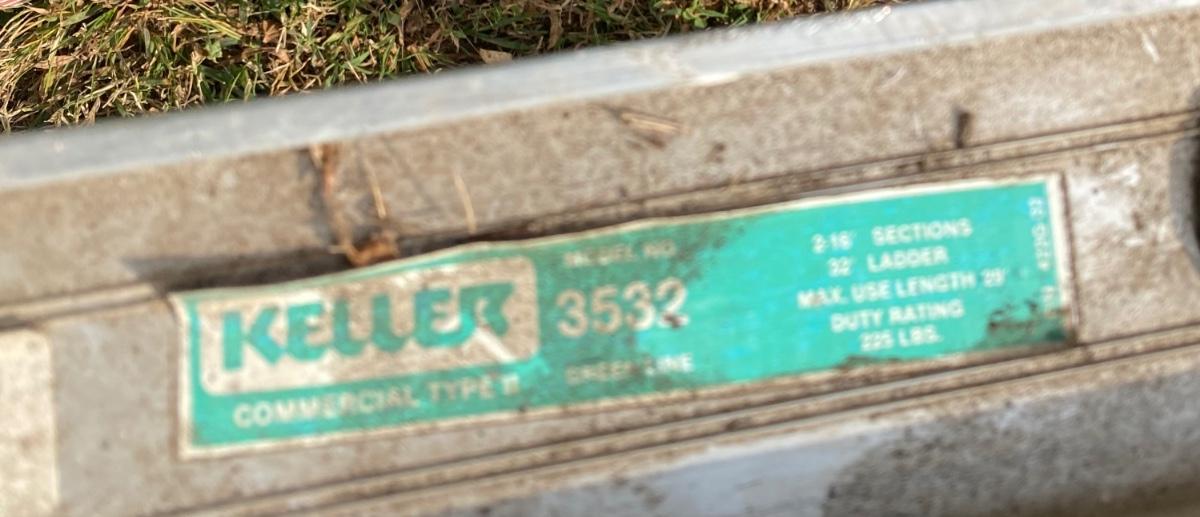 KELLER
COMMERCIAL TYPE II
MODEL NO.
3532
GREEN LINE
2-16' SECTIONS
32' LADDER
MAX. USE LENGTH 29'
DUTY RATING
225 LBS.